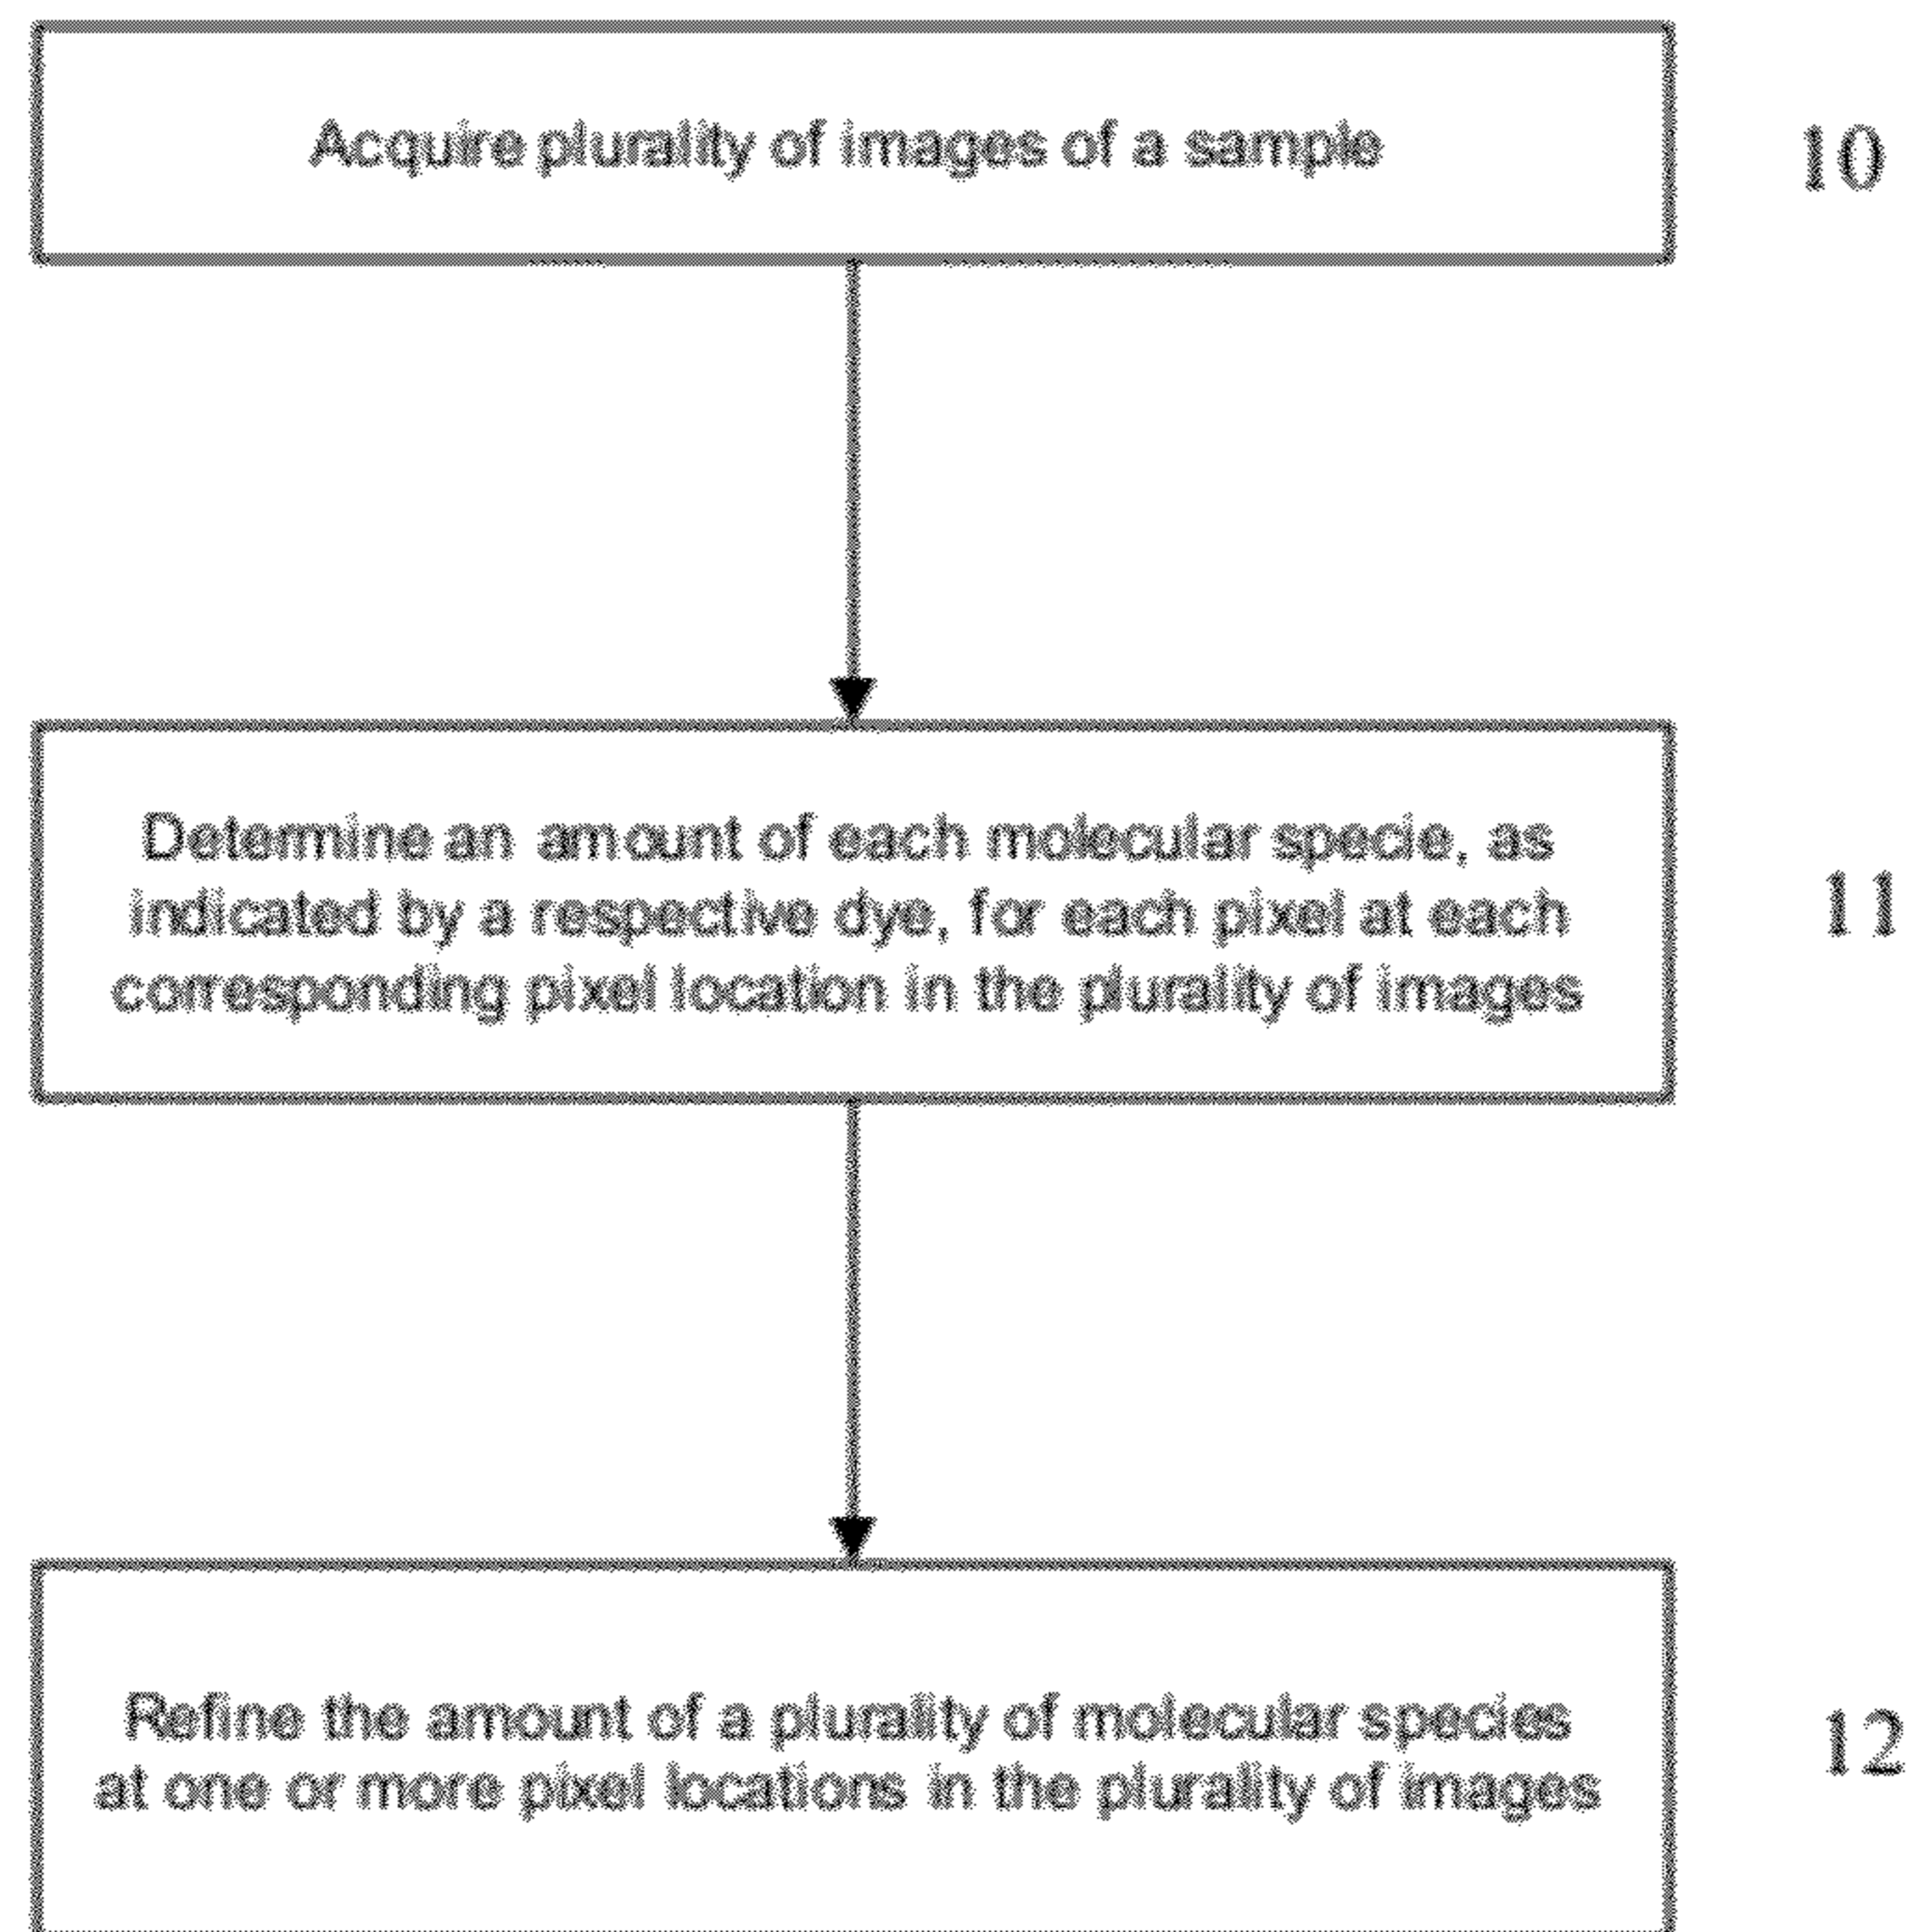 Acquire plurality of images of a sample
10
Determine an amount of each molecular specie, as
indicated by a respective dye, for each pixel at each
corresponding pixel location in the plurality of images
11
Refine the amount of a plurality of molecular species
at one or more pixel locations in the plurality of images
12